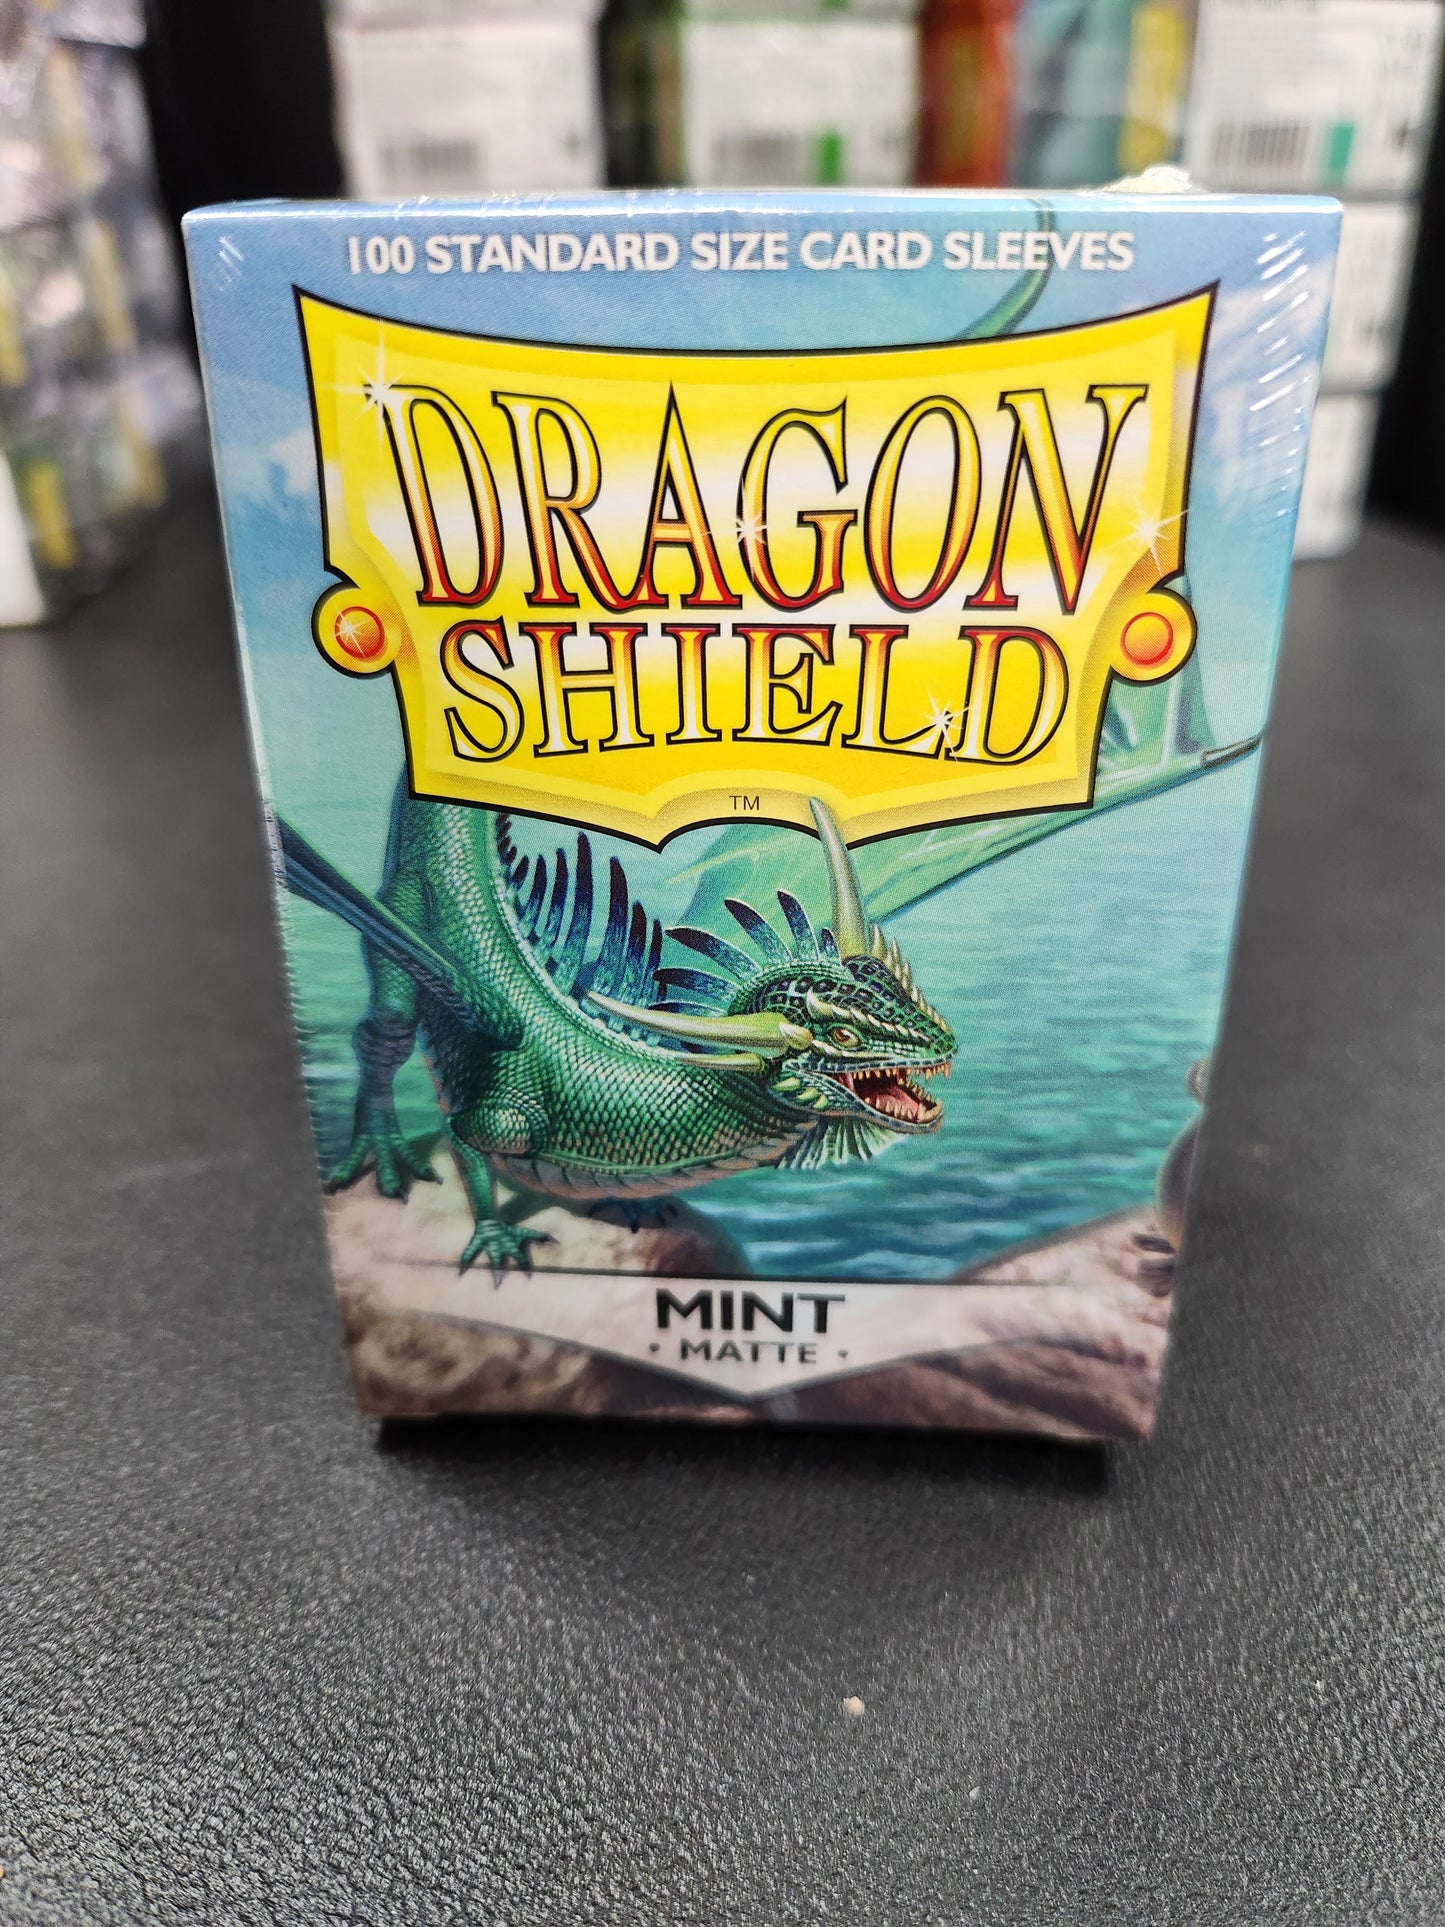 100 STANDARD SIZE CARD SLEEVES
DRAGON
SHIELD
TM
MINT
• MATTE •